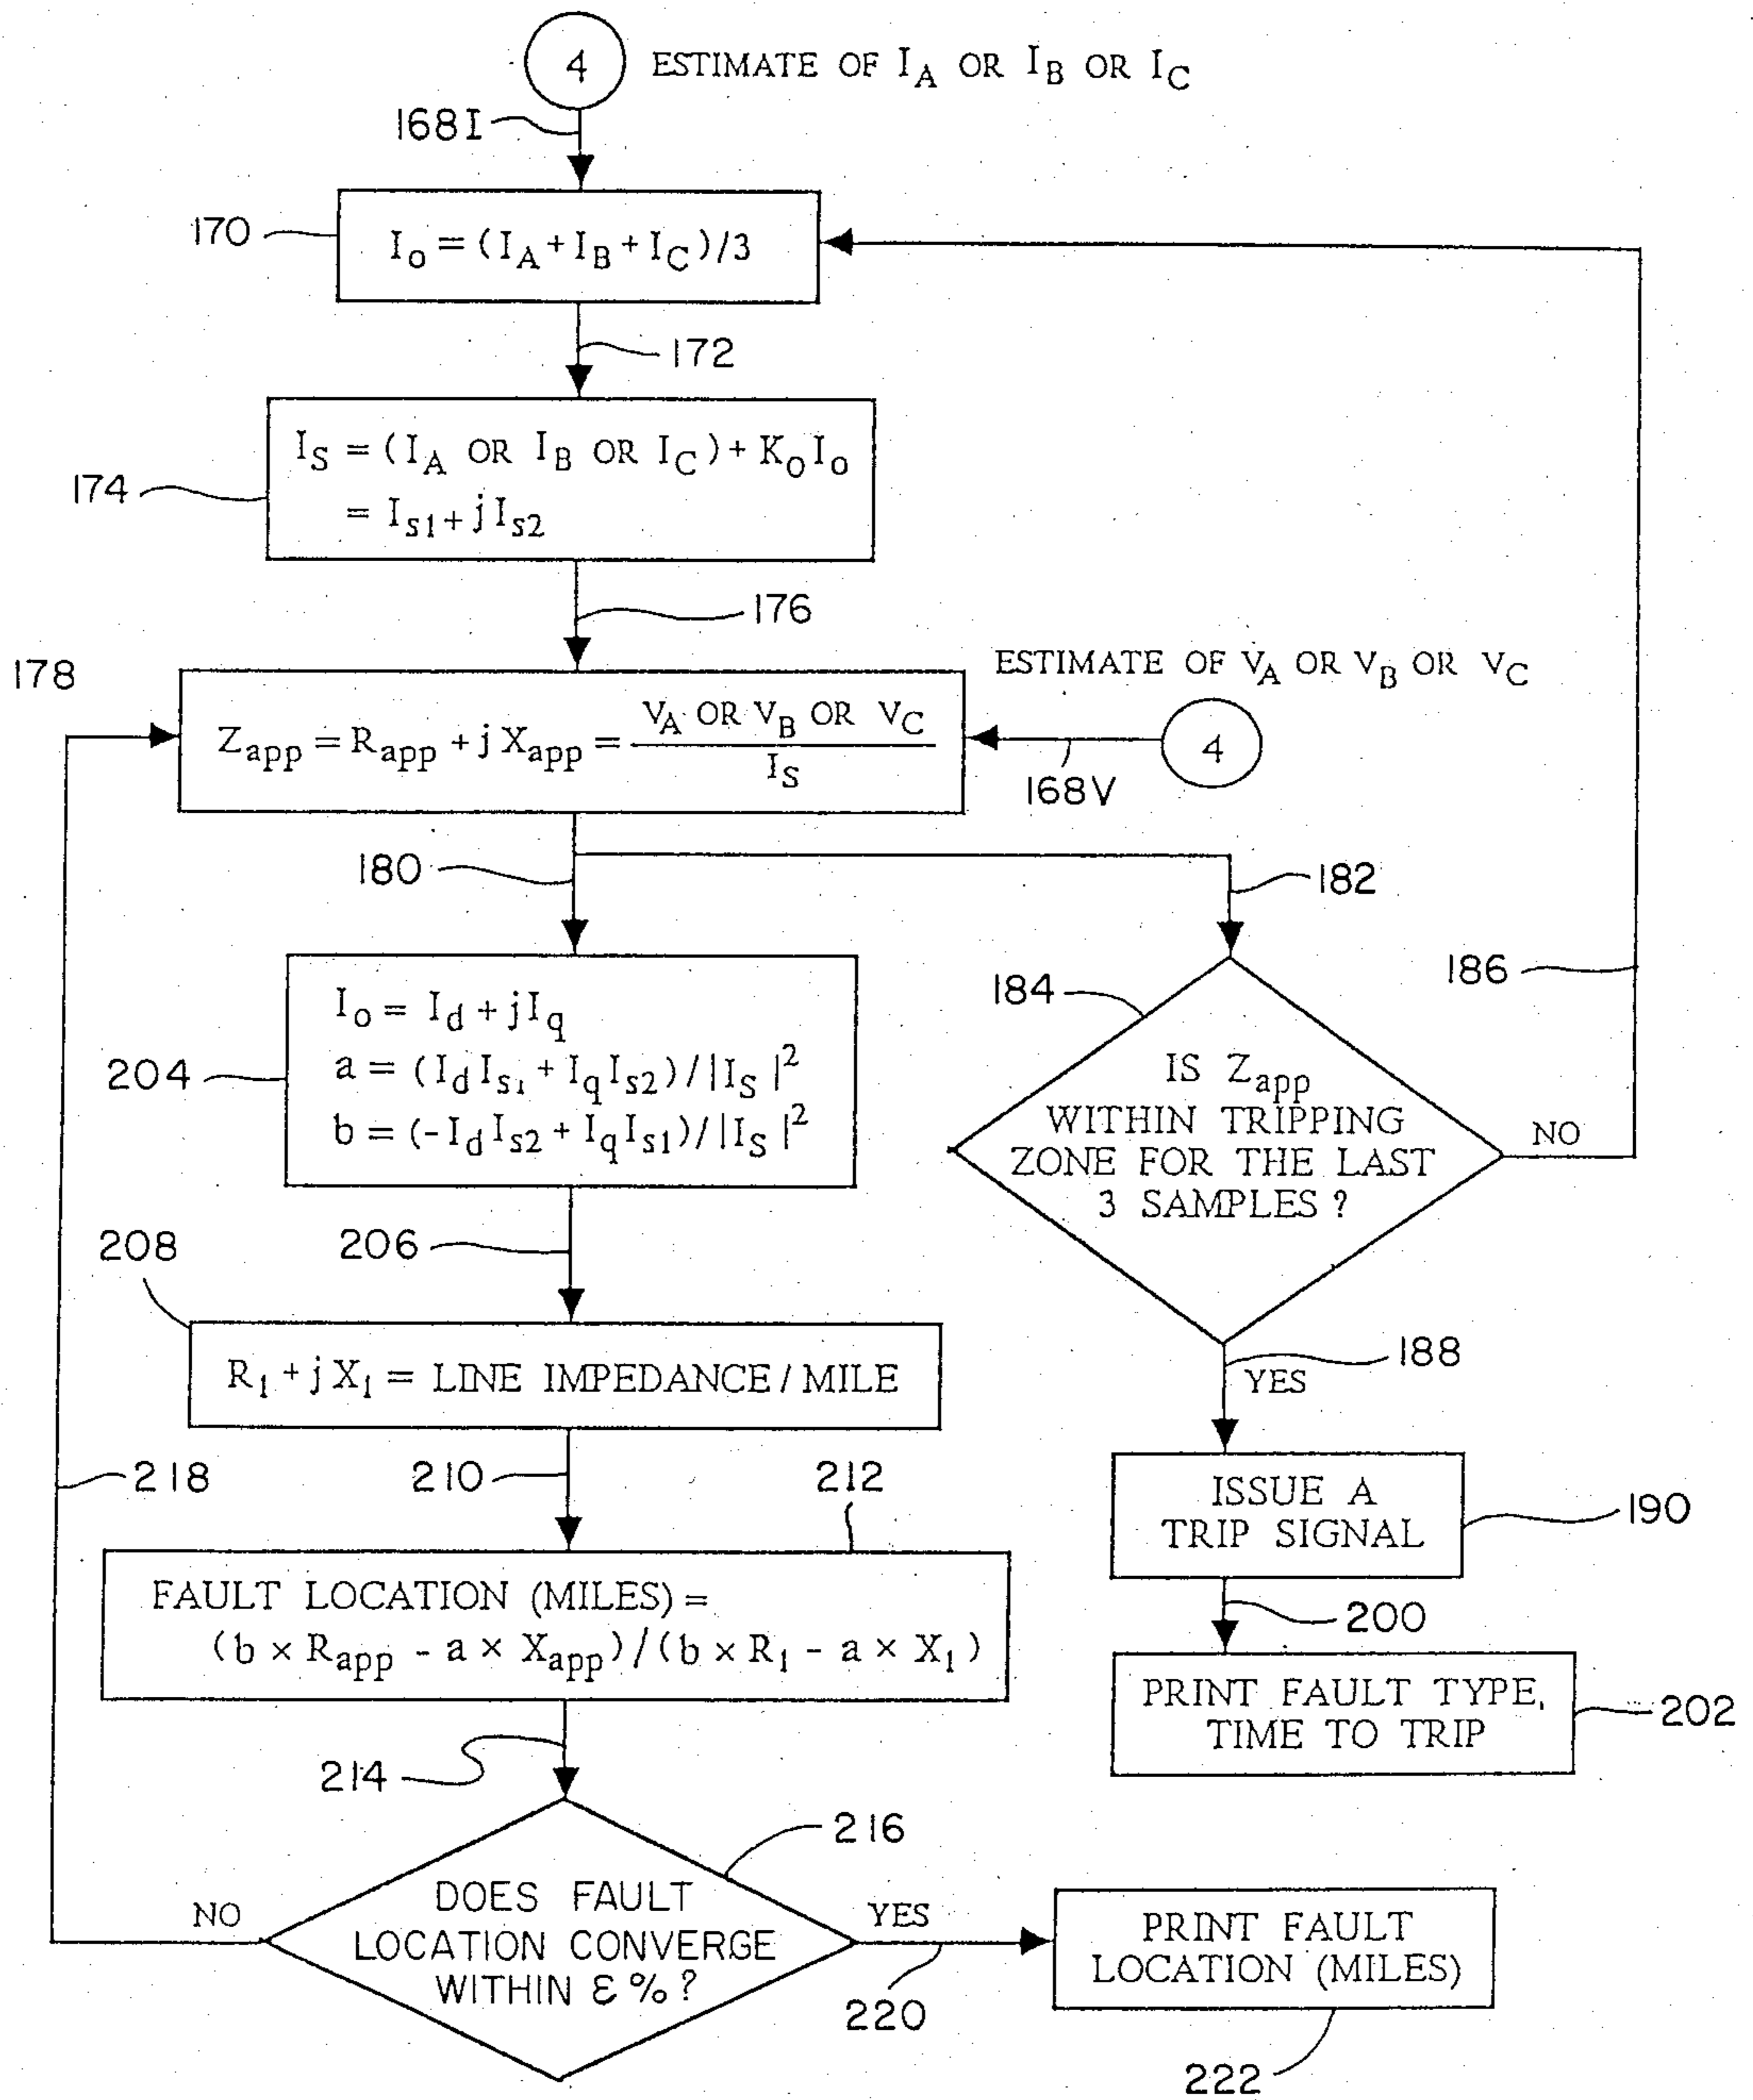 4 ESTIMATE OF I_A OR I_B OR I_C
168I
170
I_o = (I_A + I_B + I_C)/3
172
174
I_S = (I_A OR I_B OR I_C) + K_o I_o
= I_s1 + jI_s2
176
178
ESTIMATE OF V_A OR V_B OR V_C
Z_app = R_app + jX_app = V_A OR V_B OR V_C / I_S
4
168V
180
182
186
184
204
I_o = I_d + jI_q
a = (I_d I_s1 + I_q I_s2)/|I_S|²
b = (-I_d I_s2 + I_q I_s1)/|I_S|²
IS Z_app
WITHIN TRIPPING
ZONE FOR THE LAST
3 SAMPLES ?
NO
206
208
188
YES
R_1 + jX_1 = LINE IMPEDANCE / MILE
218
210
212
ISSUE A
TRIP SIGNAL
190
FAULT LOCATION (MILES) =
(b × R_app - a × X_app)/(b × R_1 - a × X_1)
200
PRINT FAULT TYPE,
TIME TO TRIP
202
214
216
NO
DOES FAULT
LOCATION CONVERGE
WITHIN ε % ?
YES
220
PRINT FAULT
LOCATION (MILES)
222